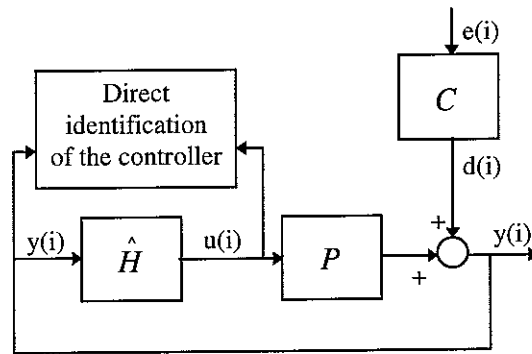 e(i)
Direct
identification
of the controller
C
d(i)
y(i)
Ĥ
u(i)
P
+
+
y(i)